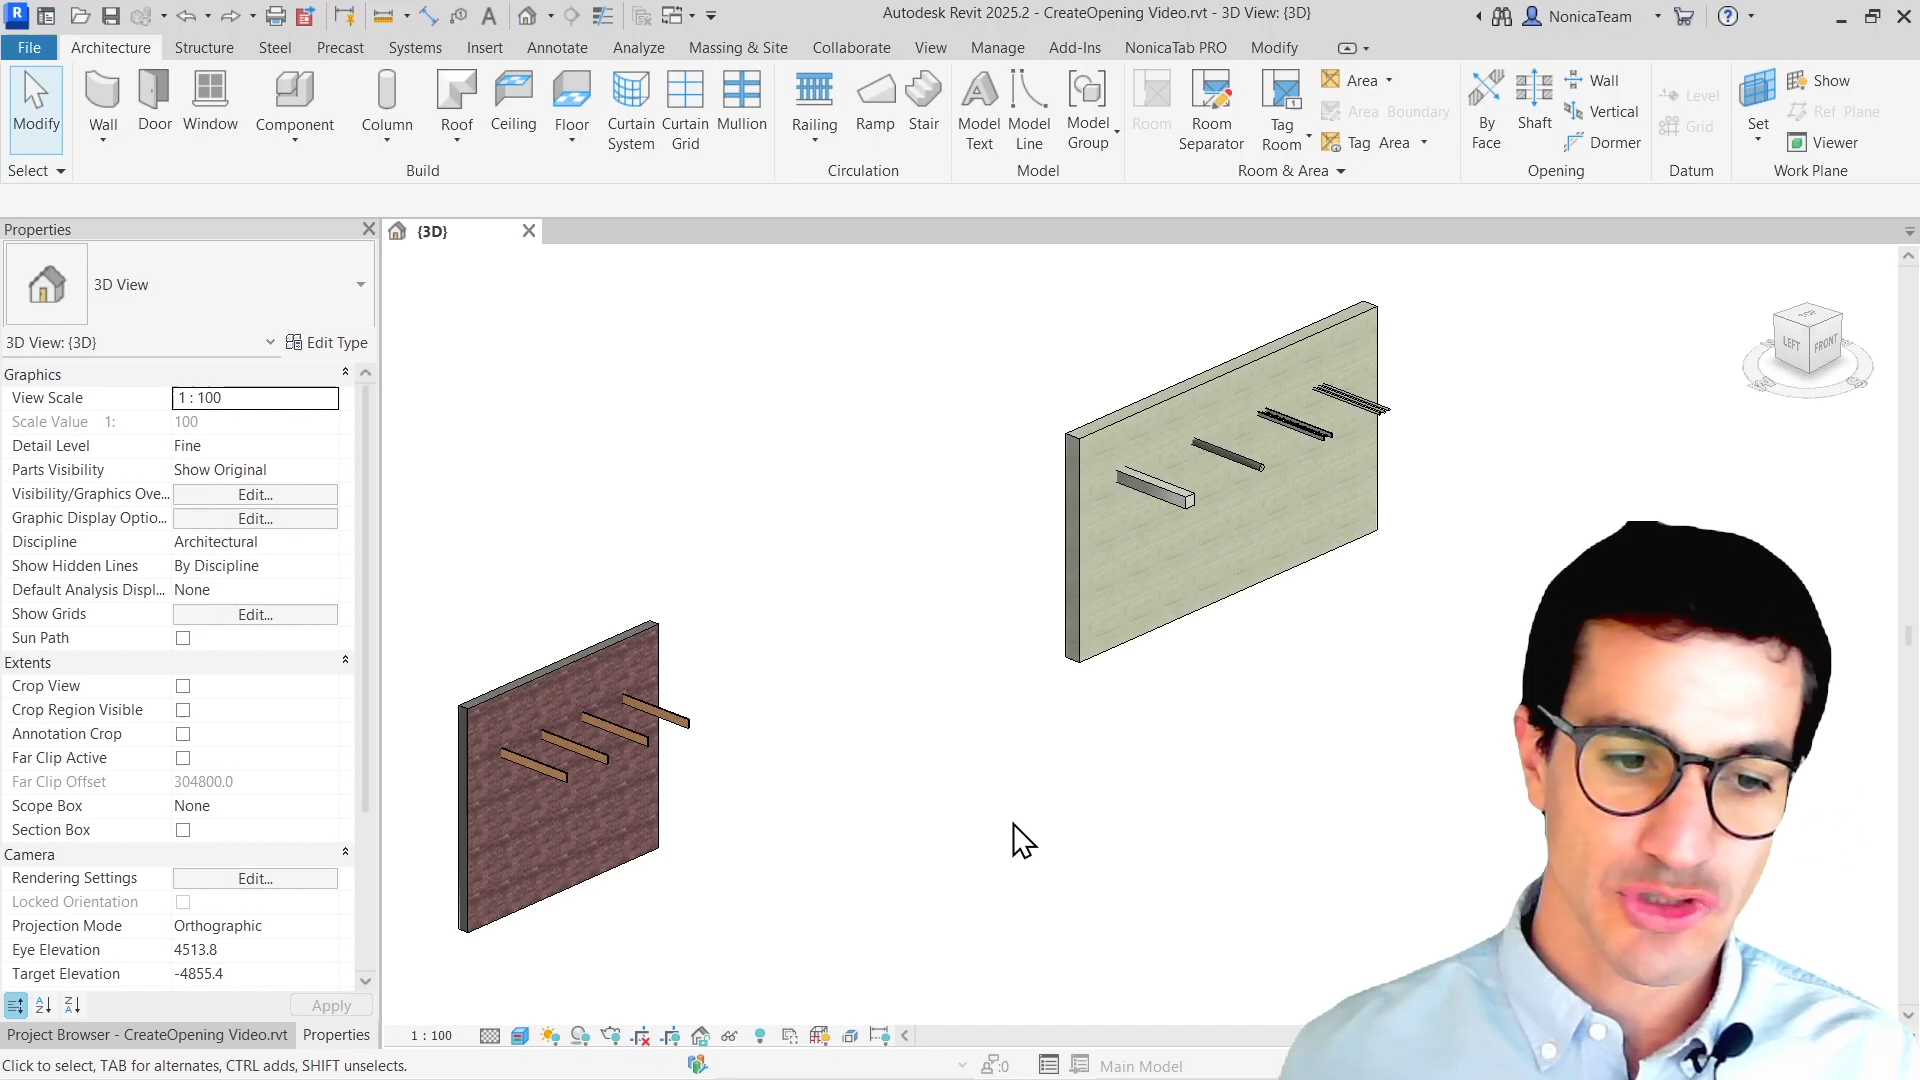 Autodesk Revit 2025.2 - CreateOpening Video.rvt - 3D View: {3D}
NonicaTeam
File Architecture Structure Steel Precast Systems Insert Annotate Analyze Massing & Site Collaborate View Manage Add-Ins NonicaTab PRO Modify
Modify
Wall
Door
Window
Component
Column
Roof
Ceiling
Floor
Curtain System
Curtain Grid
Mullion
Railing
Ramp
Stair
Model Text
Model Line
Model Group
Room
Room Separator
Tag Room
Area
Area Boundary
Tag Area
By Face
Shaft
Wall
Vertical
Dormer
Level
Grid
Set
Show
Ref Plane
Viewer
Select Build Circulation Model Room & Area Opening Datum Work Plane
Properties
{3D}
3D View
3D View: {3D} Edit Type
Graphics
View Scale 1 : 100
Scale Value 1: 100
Detail Level Fine
Parts Visibility Show Original
Visibility/Graphics Ove... Edit...
Graphic Display Optio... Edit...
Discipline Architectural
Show Hidden Lines By Discipline
Default Analysis Displ... None
Show Grids Edit...
Sun Path
Extents
Crop View
Crop Region Visible
Annotation Crop
Far Clip Active
Far Clip Offset 304800.0
Scope Box None
Section Box
Camera
Rendering Settings Edit...
Locked Orientation
Projection Mode Orthographic
Eye Elevation 4513.8
Target Elevation -4855.4
Apply
Project Browser - CreateOpening Video.rvt Properties
1 : 100
Click to select, TAB for alternates, CTRL adds, SHIFT unselects.
:0
Main Model
TOP
LEFT
FRONT